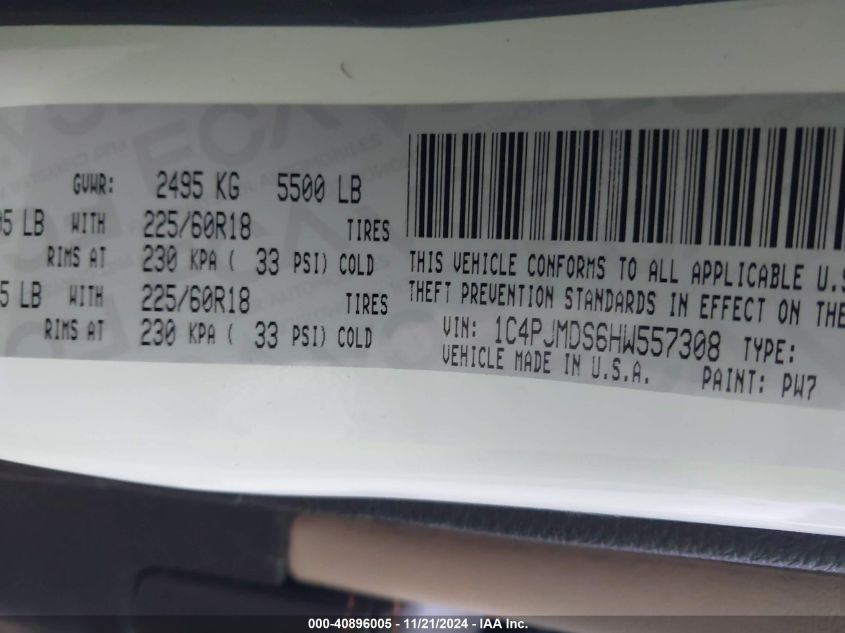 GVWR: 2495 KG 5500 LB
05 LB WITH 225/60R18 TIRES
RIMS AT 230 KPA ( 33 PSI) COLD
5 LB WITH 225/60R18 TIRES
RIMS AT 230 KPA ( 33 PSI) COLD
THIS VEHICLE CONFORMS TO ALL APPLICABLE U.S
THEFT PREVENTION STANDARDS IN EFFECT ON THE
VIN: 1C4PJMDS6HW557308 TYPE:
VEHICLE MADE IN U.S.A. PAINT: PW7
000-40896005 - 11/21/2024 - IAA Inc.